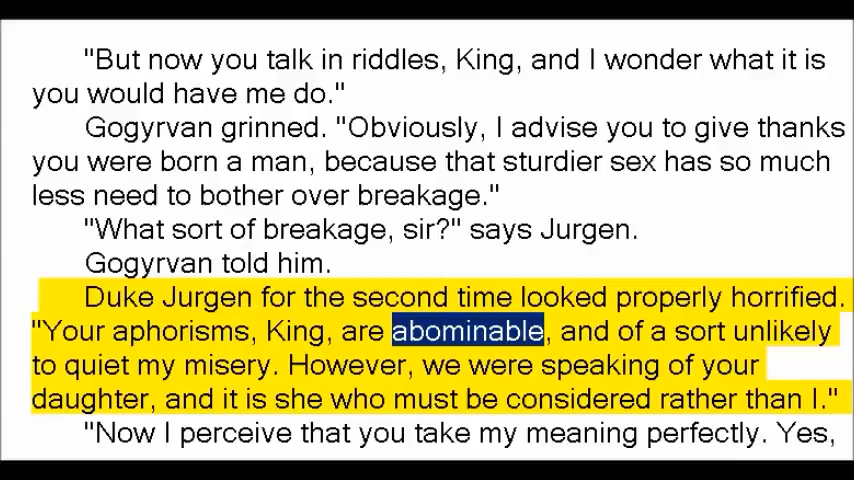 "But now you talk in riddles, King, and I wonder what it is
you would have me do."
Gogyrvan grinned. "Obviously, I advise you to give thanks
you were born a man, because that sturdier sex has so much
less need to bother over breakage."
"What sort of breakage, sir?" says Jurgen.
Gogyrvan told him.
Duke Jurgen for the second time looked properly horrified.
"Your aphorisms, King, are abominable, and of a sort unlikely
to quiet my misery. However, we were speaking of your
daughter, and it is she who must be considered rather than I."
"Now I perceive that you take my meaning perfectly. Yes,